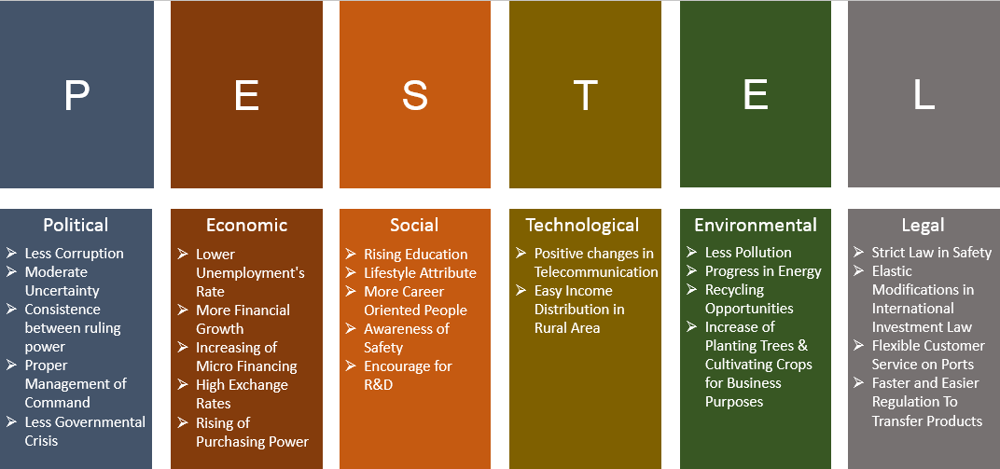 P
E
S
T
E
L
Political
➢ Less Corruption
➢ Moderate
Uncertainty
➢ Consistence
between ruling
power
➢ Proper
Management of
Command
➢ Less Governmental
Crisis
Economic
➢ Lower
Unemployment's
Rate
➢ More Financial
Growth
➢ Increasing of
Micro Financing
➢ High Exchange
Rates
➢ Rising of
Purchasing Power
Social
➢ Rising Education
➢ Lifestyle Attribute
➢ More Career
Oriented People
➢ Awareness of
Safety
➢ Encourage for
R&D
Technological
➢ Positive changes in
Telecommunication
➢ Easy Income
Distribution in
Rural Area
Environmental
➢ Less Pollution
➢ Progress in Energy
➢ Recycling
Opportunities
➢ Increase of
Planting Trees &
Cultivating Crops
for Business
Purposes
Legal
➢ Strict Law in Safety
➢ Elastic
Modifications in
International
Investment Law
➢ Flexible Customer
Service on Ports
➢ Faster and Easier
Regulation To
Transfer Products